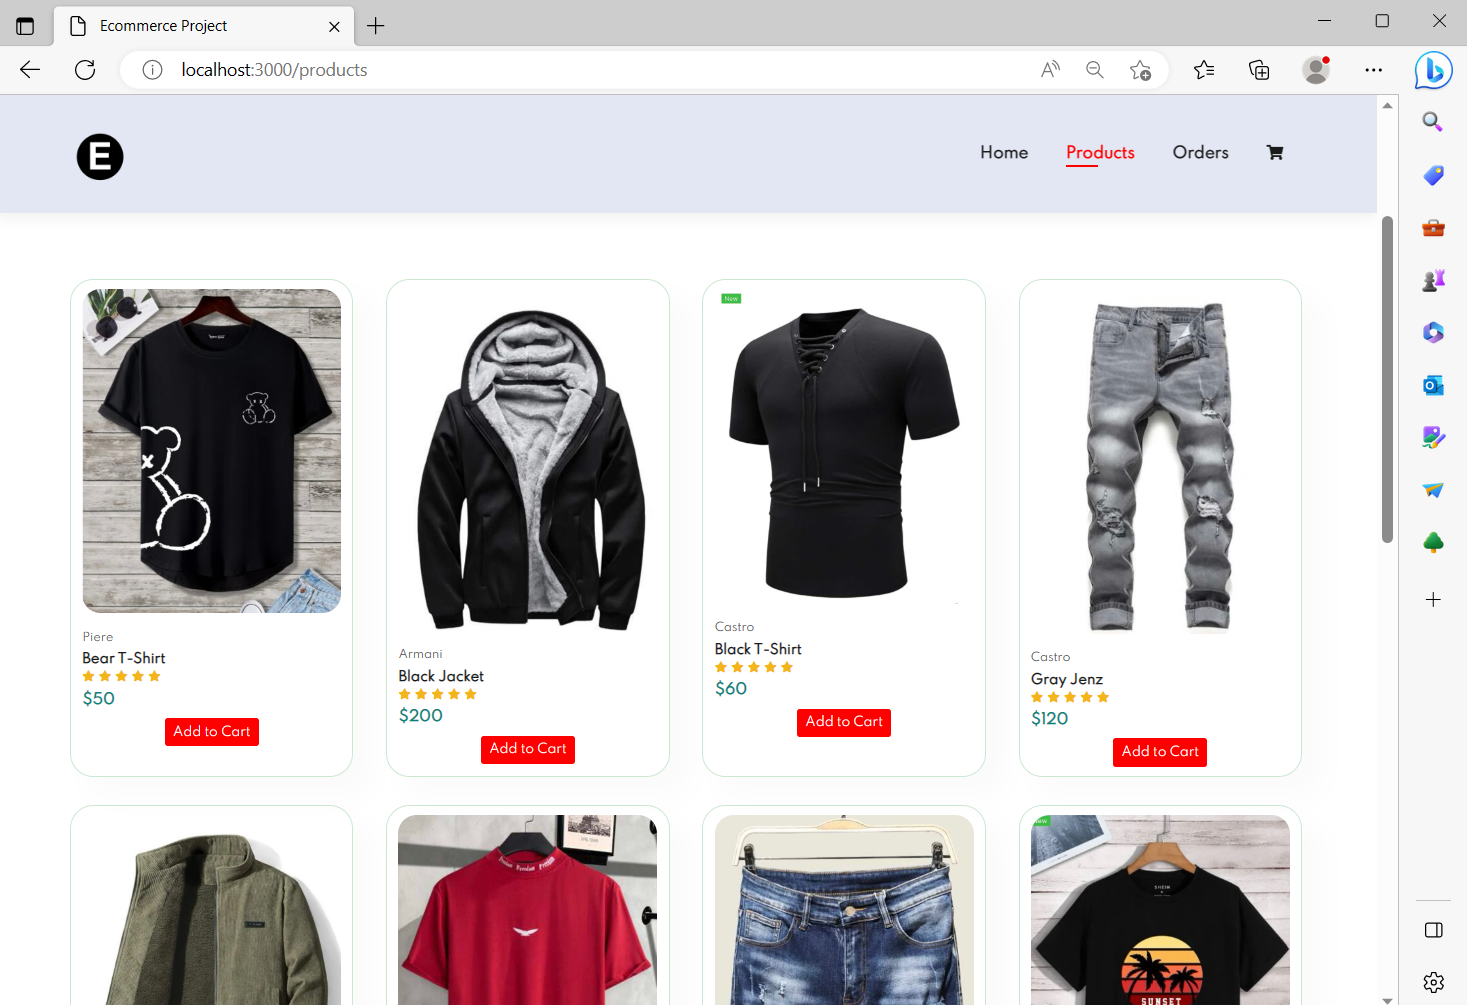 Ecommerce Project
localhost:3000/products
E
Home
Products
Orders
New
Piere
Bear T-Shirt
$50
Add to Cart
Armani
Black Jacket
$200
Add to Cart
Castro
Black T-Shirt
$60
Add to Cart
Castro
Gray Jenz
$120
Add to Cart
Freedom
New
SHEIN
SUNSET